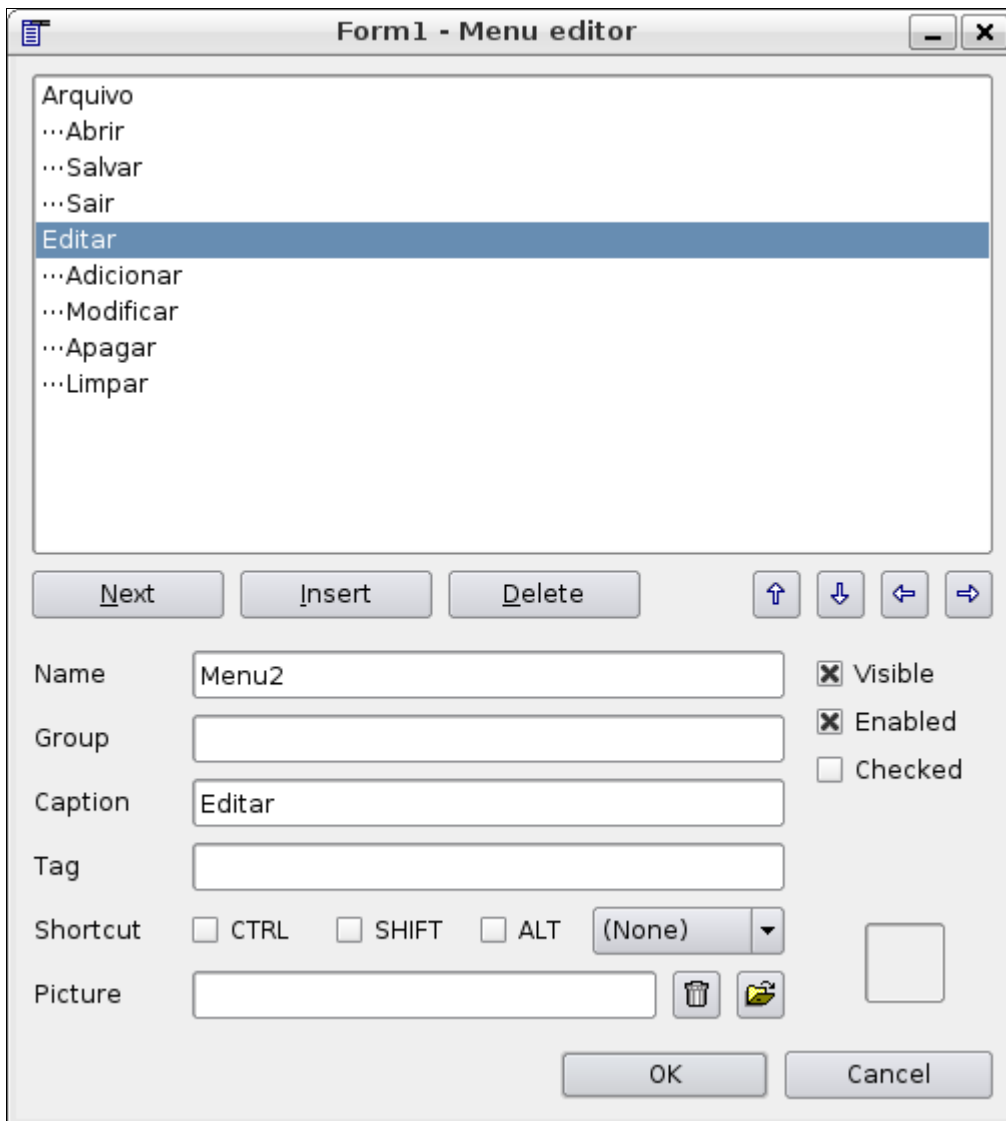 Form1 - Menu editor
Arquivo
···Abrir
···Salvar
···Sair
Editar
···Adicionar
···Modificar
···Apagar
···Limpar
Next Insert Delete
Name Menu2 Visible
Group Enabled
Checked
Caption Editar
Tag
Shortcut CTRL SHIFT ALT (None)
Picture
OK Cancel